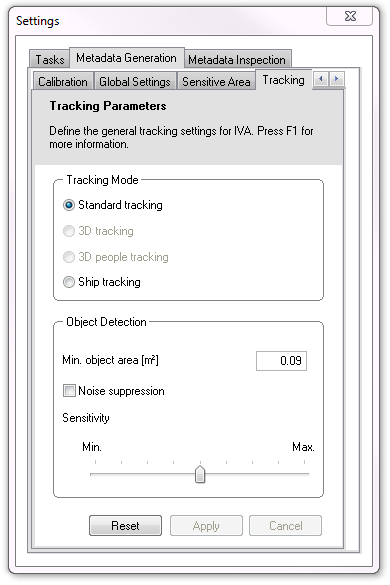 Settings
Tasks Metadata Generation Metadata Inspection
Calibration Global Settings Sensitive Area Tracking
Tracking Parameters
Define the general tracking settings for IVA. Press F1 for
more information.
Tracking Mode
Standard tracking
3D tracking
3D people tracking
Ship tracking
Object Detection
Min. object area [m²] 0.09
Noise suppression
Sensitivity
Min. Max.
Reset Apply Cancel